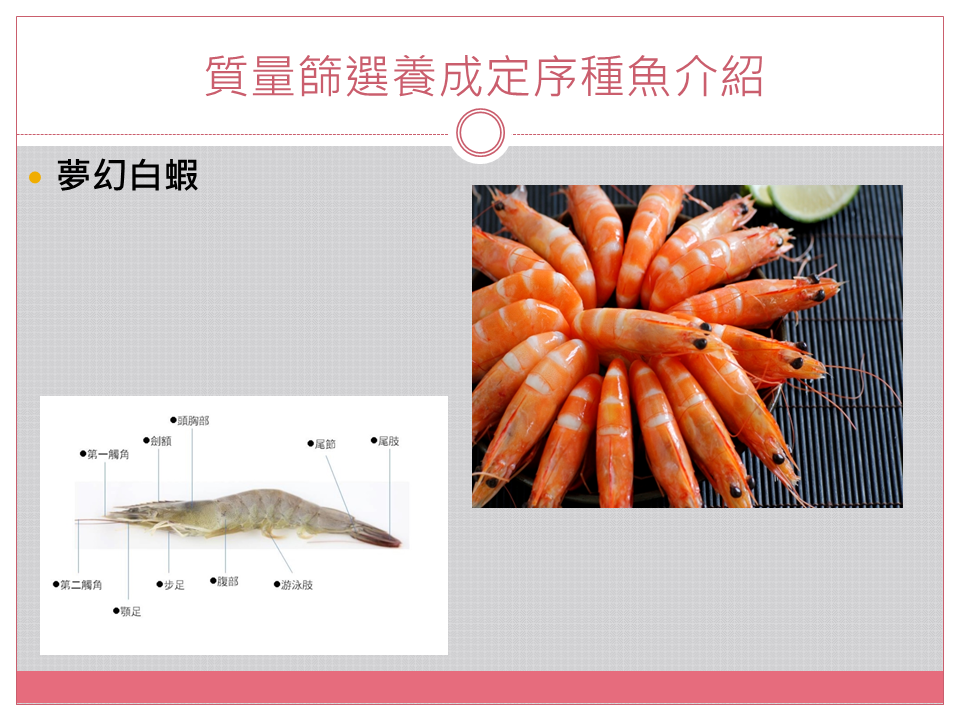 質量篩選養成定序種魚介紹
夢幻白蝦
●頭胸部
●劍額
●第一觸角
●尾節
●尾肢
●第二觸角
●步足
●腹部
●游泳肢
●顎足